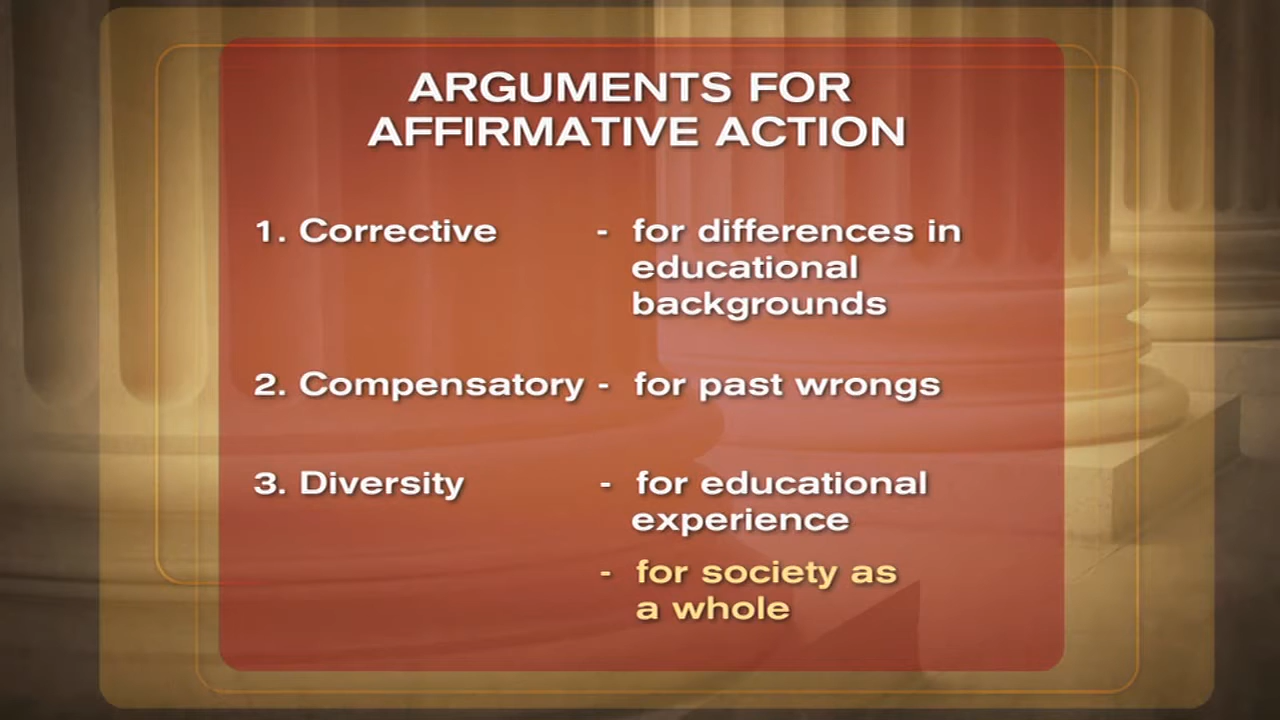 ARGUMENTS FOR
AFFIRMATIVE ACTION
1. Corrective - for differences in
educational
backgrounds
2. Compensatory - for past wrongs
3. Diversity - for educational
experience
- for society as
a whole